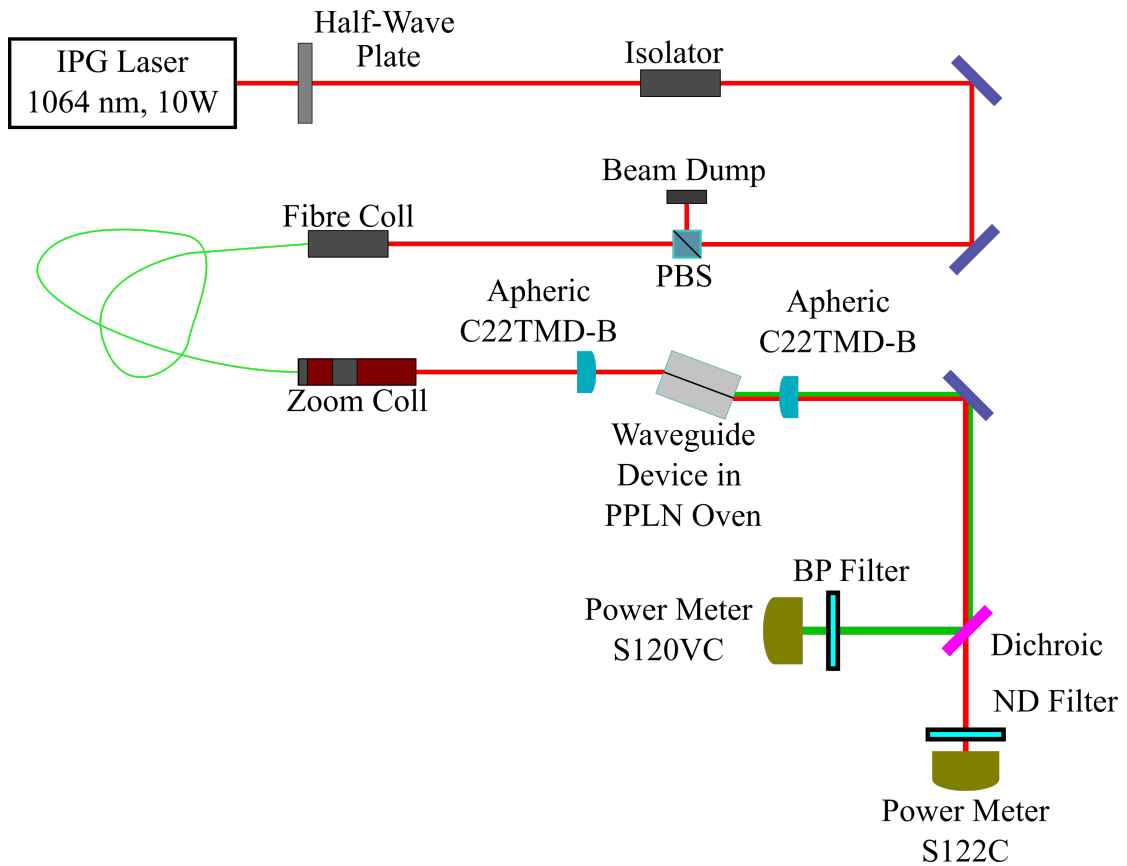 IPG Laser
1064 nm, 10W
Half-Wave
Plate
Isolator
Beam Dump
Fibre Coll
PBS
Apheric
C22TMD-B
Apheric
C22TMD-B
Zoom Coll
Waveguide
Device in
PPLN Oven
BP Filter
Power Meter
S120VC
Dichroic
ND Filter
Power Meter
S122C